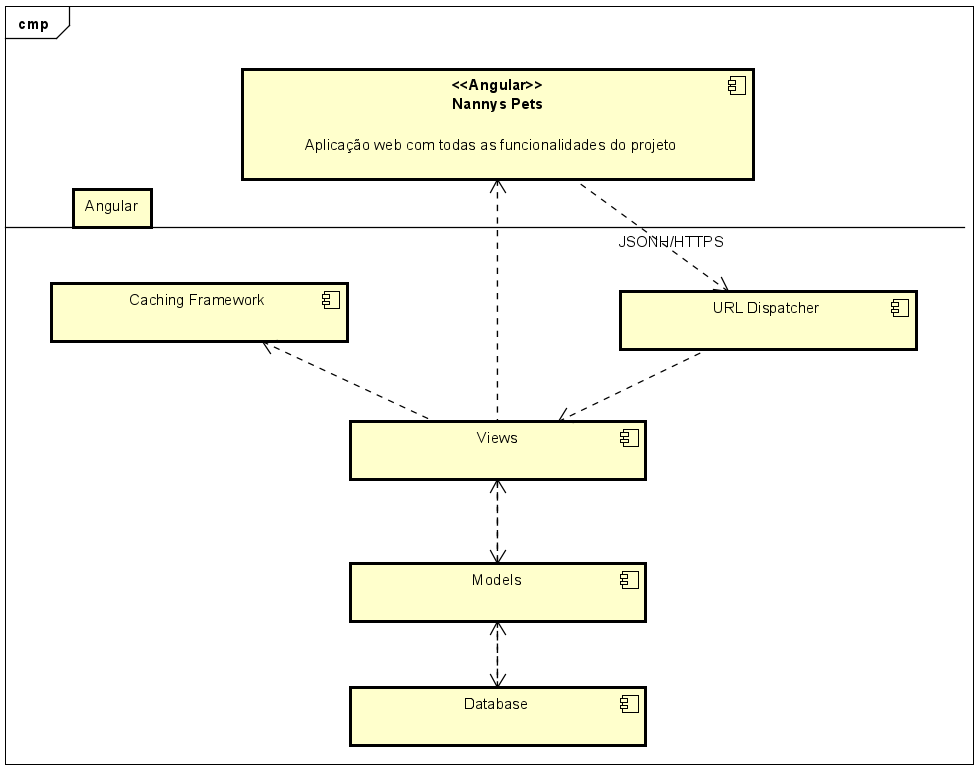 cmp
<<Angular>>
Nannys Pets
Aplicação web com todas as funcionalidades do projeto
Angular
JSONH/HTTPS
Caching Framework
URL Dispatcher
Views
Models
Database